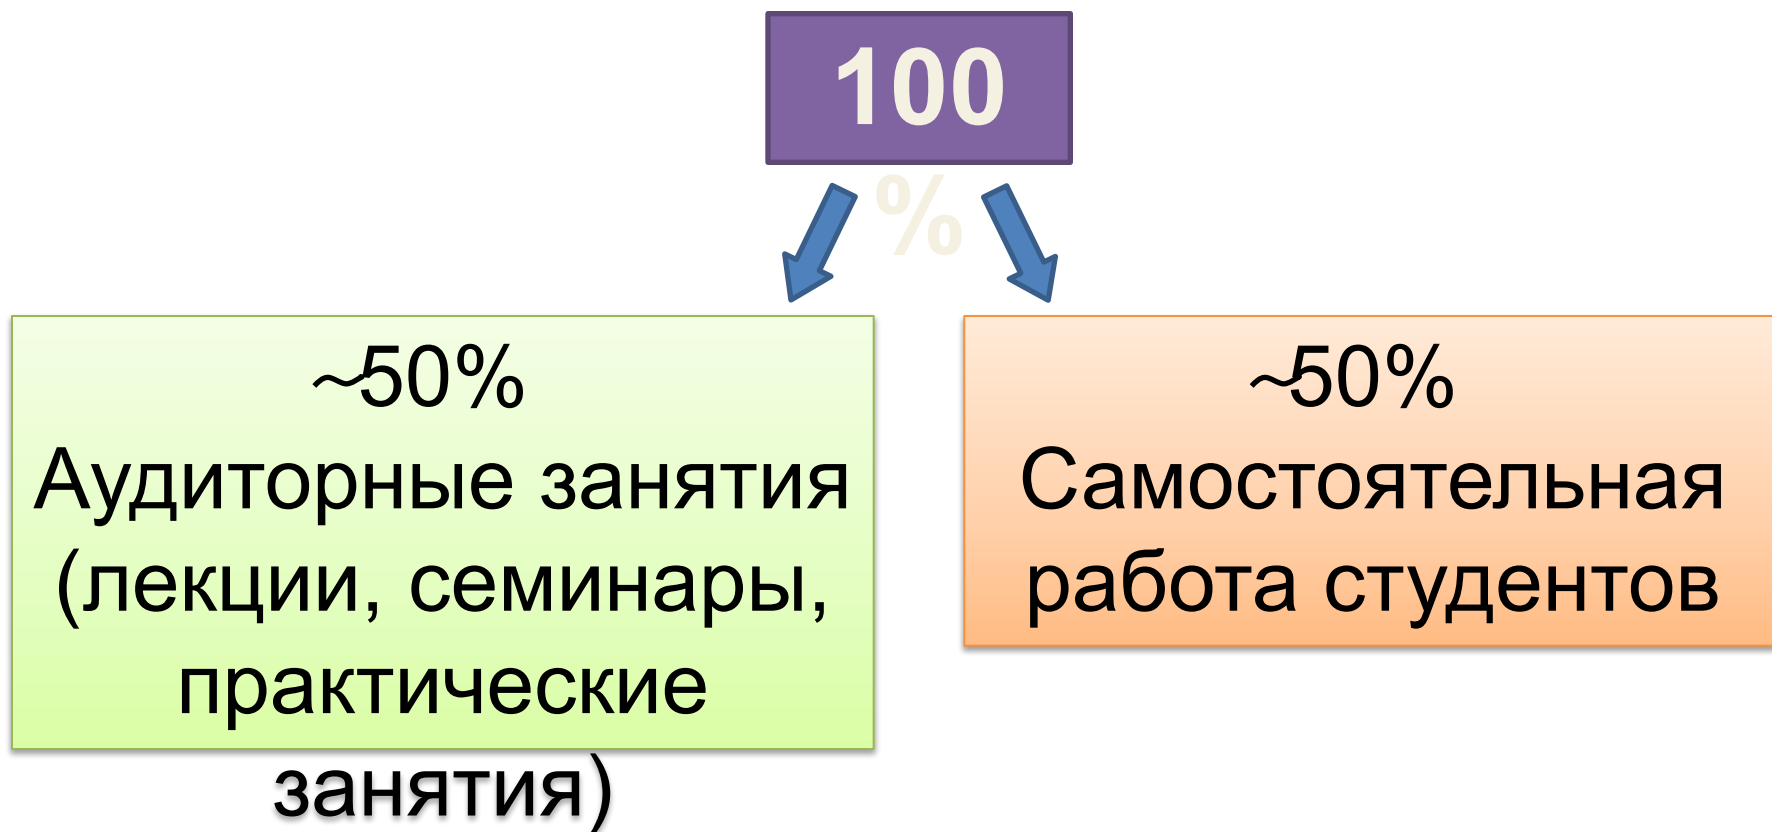 100
%
~50%
Аудиторные занятия
(лекции, семинары,
практические
занятия)
~50%
Самостоятельная
работа студентов